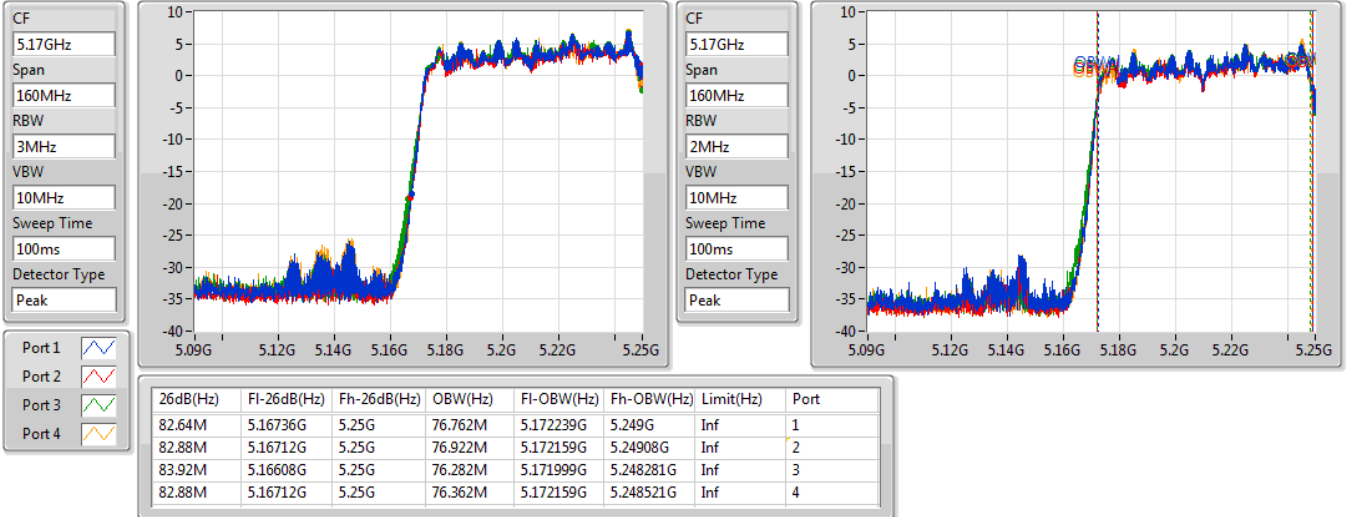 CF
5.17GHz
Span
160MHz
RBW
3MHz
VBW
10MHz
Sweep Time
100ms
Detector Type
Peak
10
5
0
-5
-10
-15
-20
-25
-30
-35
-40
5.09G 5.12G 5.14G 5.16G 5.18G 5.2G 5.22G 5.25G
CF
5.17GHz
Span
160MHz
RBW
2MHz
VBW
10MHz
Sweep Time
100ms
Detector Type
Peak
10
5
0
-5
-10
-15
-20
-25
-30
-35
-40
5.09G 5.12G 5.14G 5.16G 5.18G 5.2G 5.22G 5.25G
Port 1
Port 2
Port 3
Port 4
26dB(Hz) Fl-26dB(Hz) Fh-26dB(Hz) OBW(Hz) Fl-OBW(Hz) Fh-OBW(Hz) Limit(Hz) Port
82.64M 5.16736G 5.25G 76.762M 5.172239G 5.249G Inf 1
82.88M 5.16712G 5.25G 76.922M 5.172159G 5.24908G Inf 2
83.92M 5.16608G 5.25G 76.282M 5.171999G 5.248281G Inf 3
82.88M 5.16712G 5.25G 76.362M 5.172159G 5.248521G Inf 4